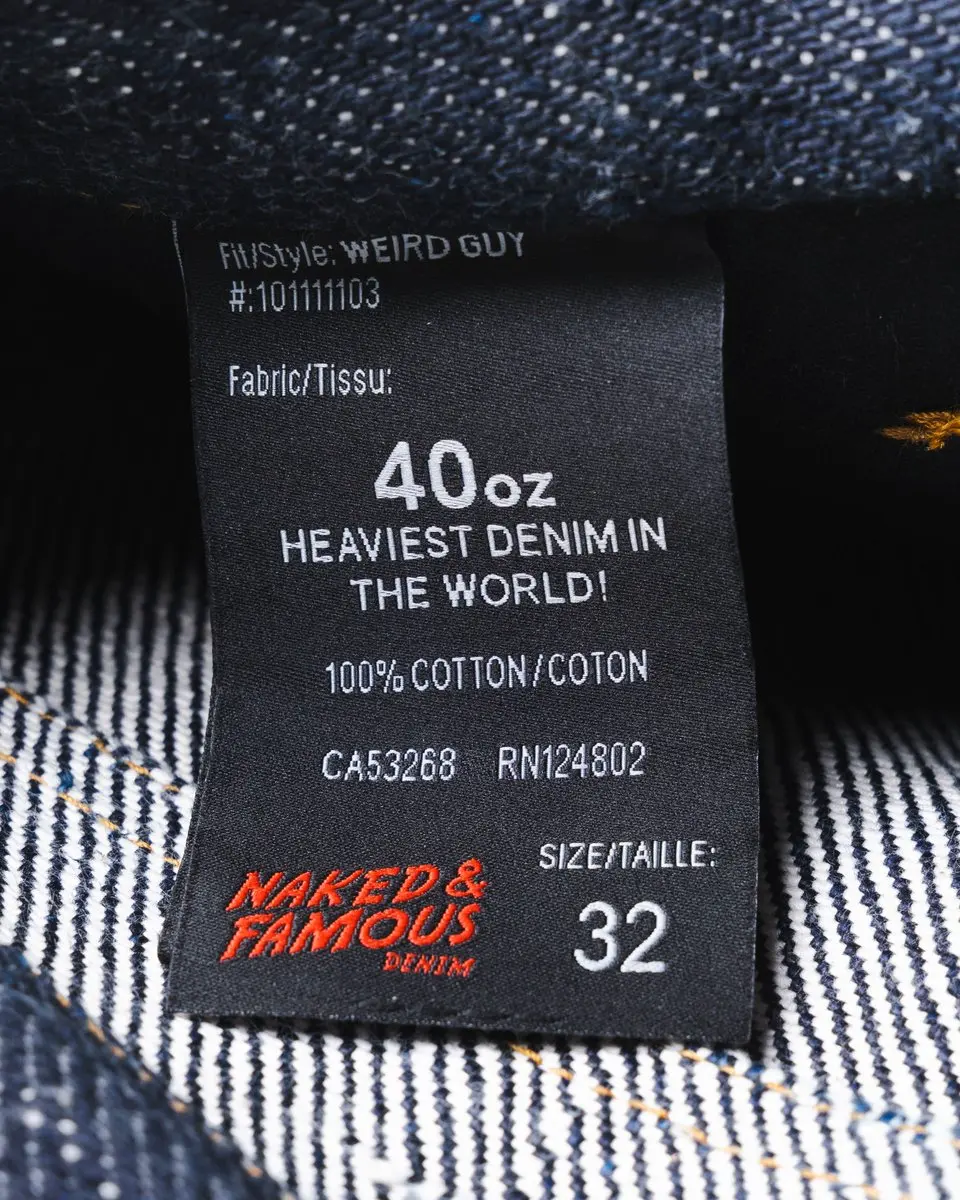 Fit/Style: WEIRD GUY
#:101111103
Fabric/Tissu:
40oz
HEAVIEST DENIM IN
THE WORLD!
100% COTTON/COTON
CA53268 RN124802
SIZE/TAILLE:
NAKED &
FAMOUS
DENIM
32